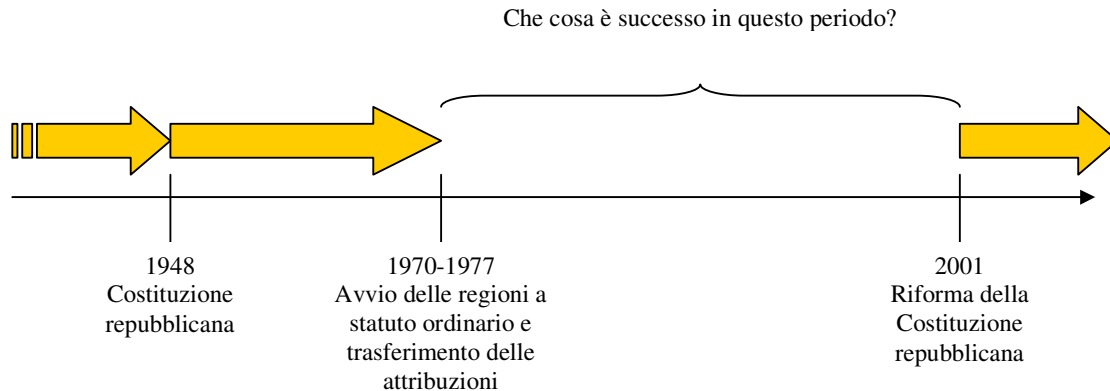 Che cosa è successo in questo periodo?
1948
Costituzione
repubblicana
1970-1977
Avvio delle regioni a
statuto ordinario e
trasferimento delle
attribuzioni
2001
Riforma della
Costituzione
repubblicana